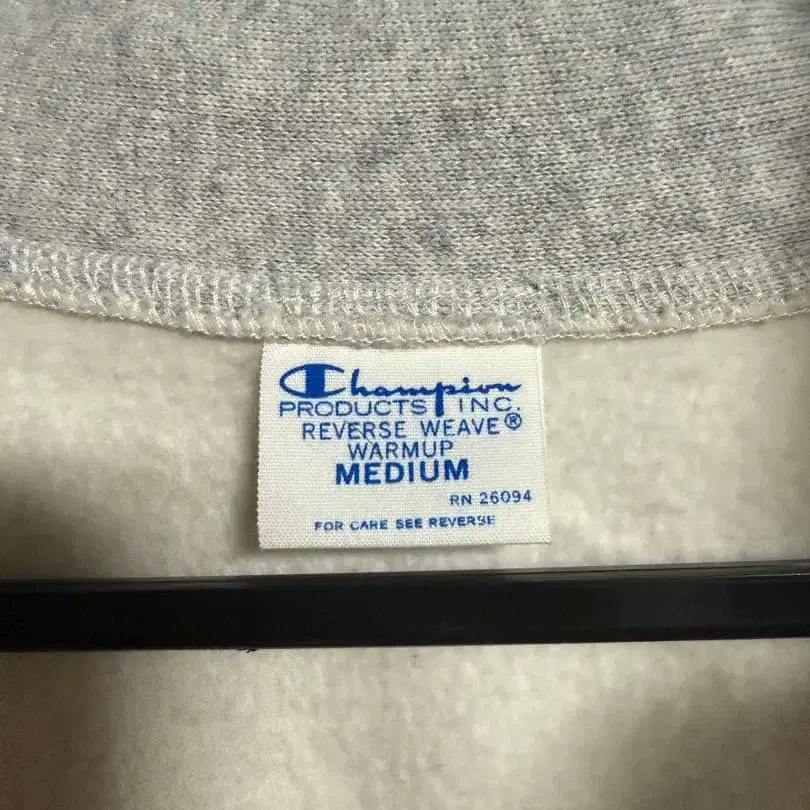 Champion
PRODUCTS INC.
REVERSE WEAVE®
WARMUP
MEDIUM
RN 26094
FOR CARE SEE REVERSE